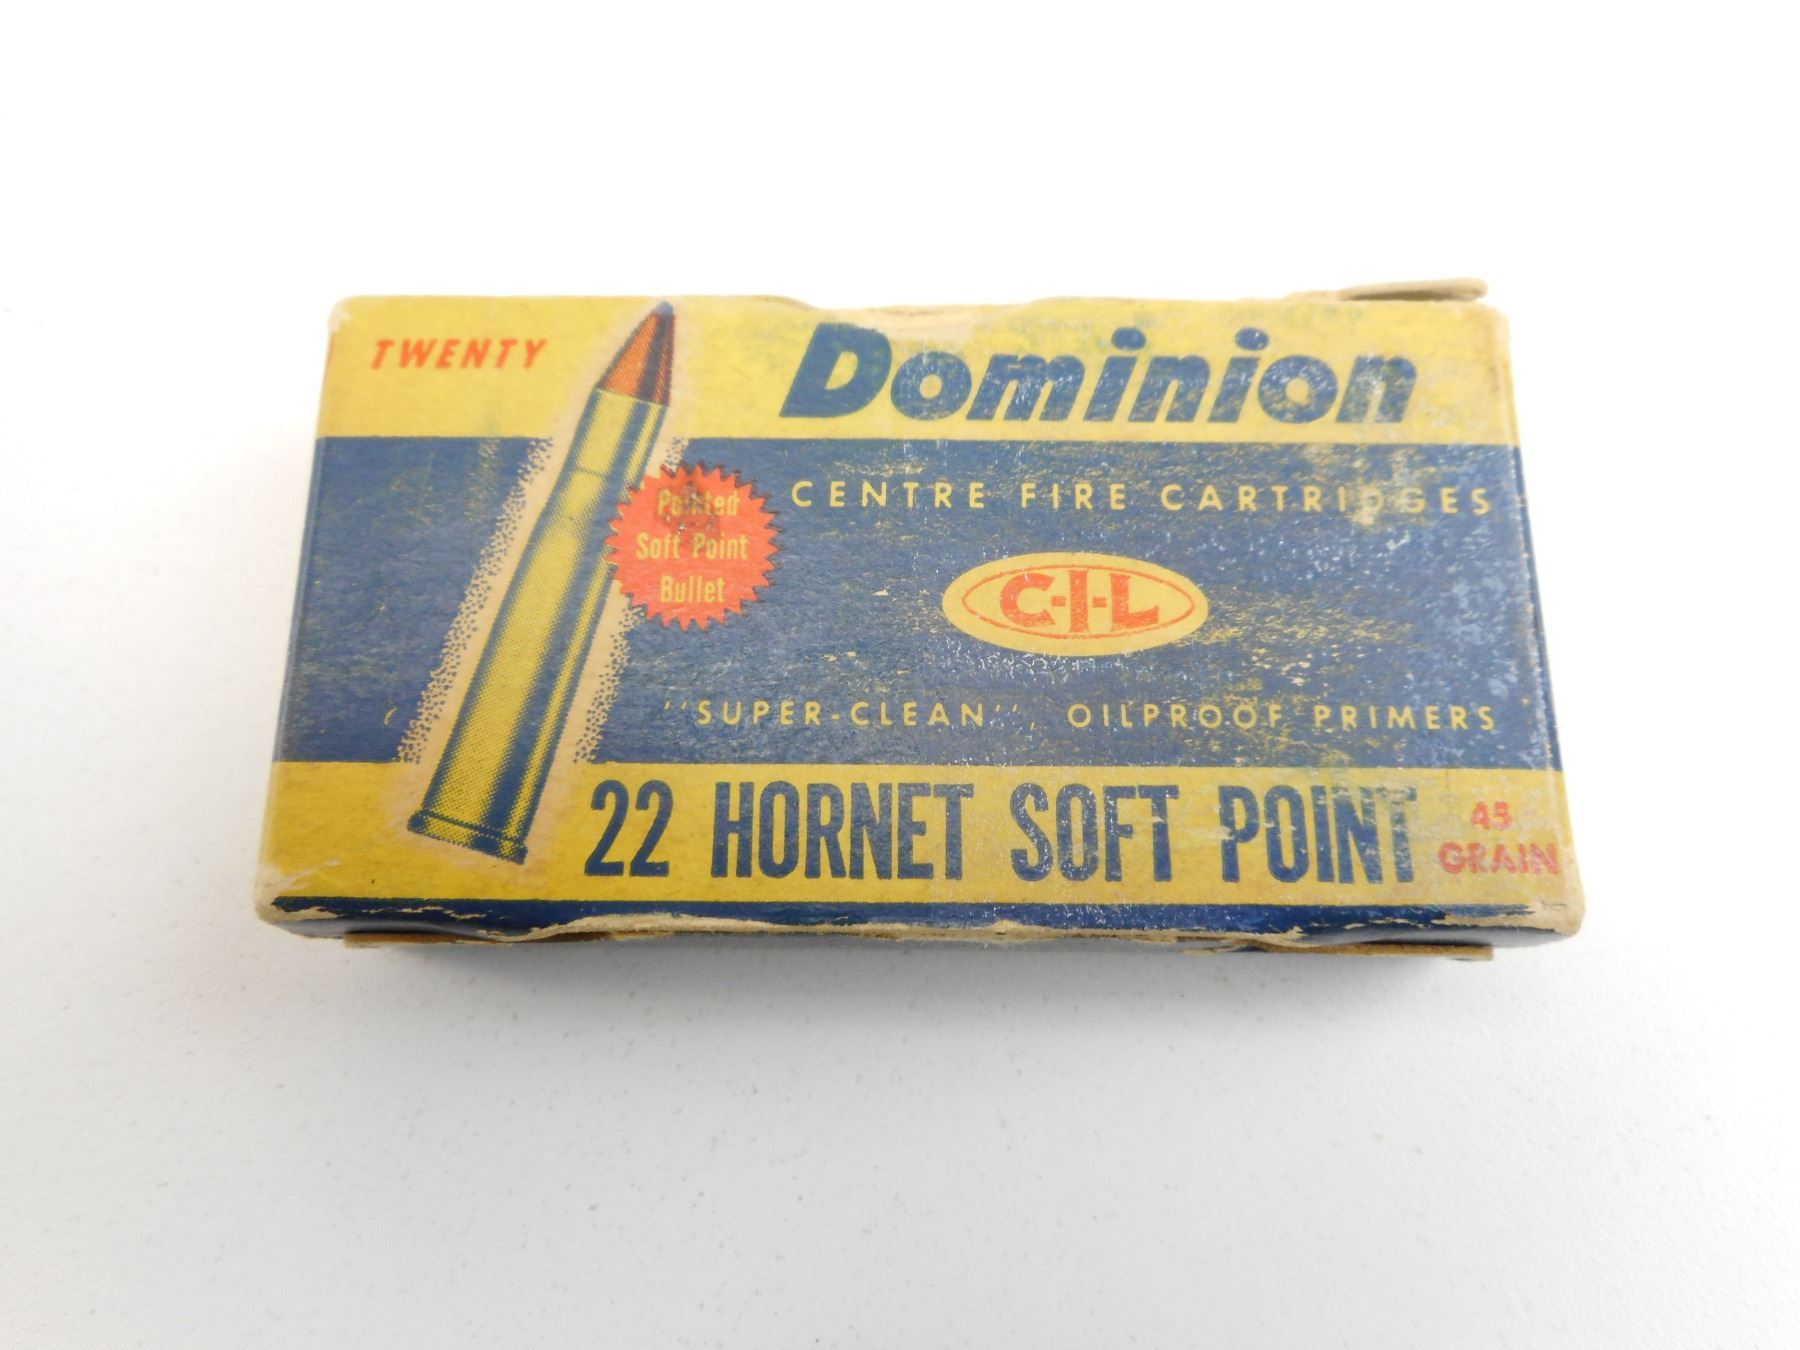 TWENTY
Dominion
CENTRE FIRE CARTRIDGES
Pointed
Soft Point
Bullet
C-I-L
"SUPER-CLEAN", OILPROOF PRIMERS
22 HORNET SOFT POINT
45
GRAIN